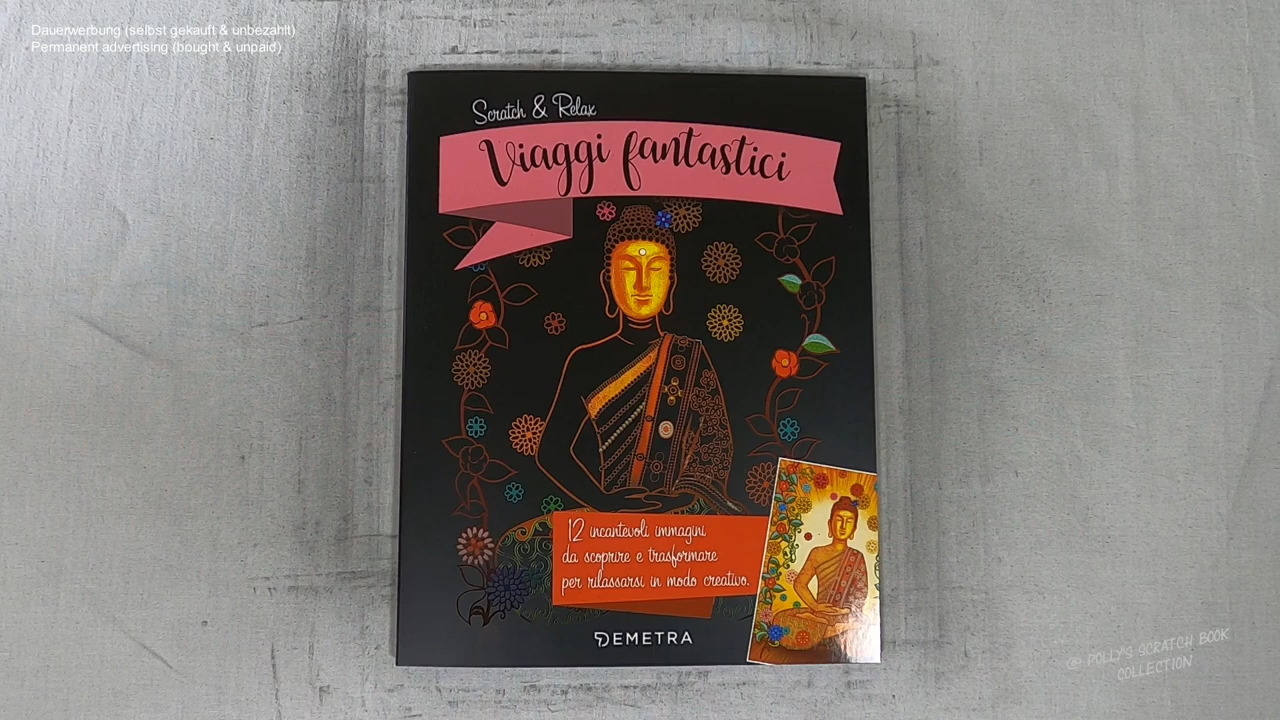 Dauerwerbung (selbst gekauft & unbezahlt)
Permanent advertising (bought & unpaid)
Scratch & Relax
Viaggi fantastici
12 incantevoli immagini
da scoprire e trasformare
per rilassarsi in modo creativo.
DEMETRA
@ POLLY'S SCRATCH BOOK
COLLECTION